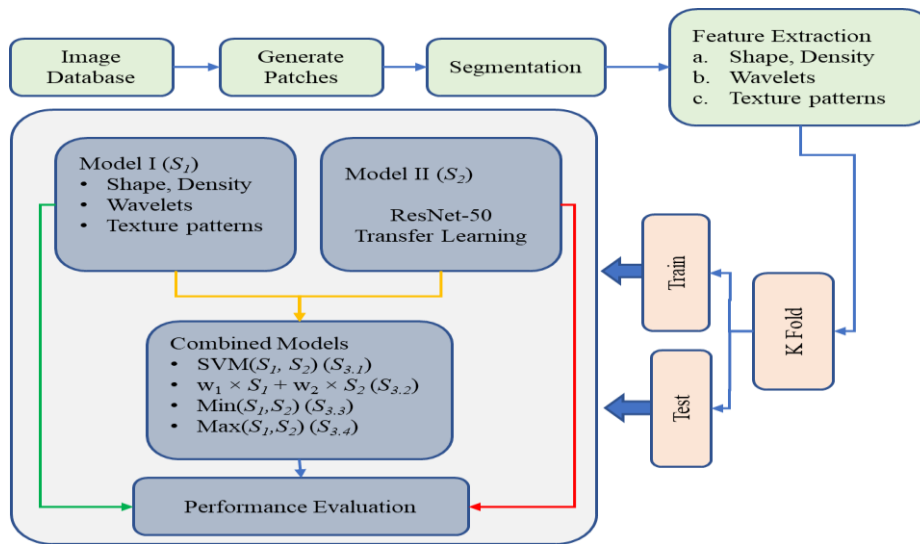 Image
Database
Generate
Patches
Segmentation
Feature Extraction
a. Shape, Density
b. Wavelets
c. Texture patterns
Model I (S₁)
• Shape, Density
• Wavelets
• Texture patterns
Model II (S₂)
ResNet-50
Transfer Learning
Train
K Fold
Test
Combined Models
• SVM(S₁, S₂) (S₃.₁)
• w₁ × S₁ + w₂ × S₂ (S₃.₂)
• Min(S₁,S₂) (S₃.₃)
• Max(S₁,S₂) (S₃.₄)
Performance Evaluation